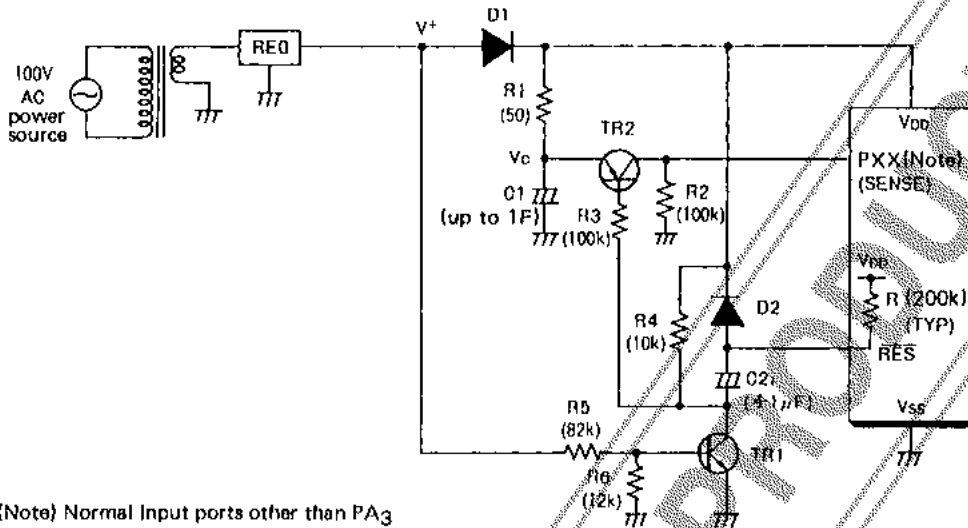 100V
AC
power
source
REG
V+
D1
R1
(50)
Vc
C1
(up to 1F)
TR2
R3
(100k)
R2
(100k)
VDD
PXX (Note)
(SENSE)
VDD
R (200k)
(TYP)
RES
D2
R4
(10k)
C2
VSS
R5
(82k)
TR1
R6
(12k)
(Note) Normal input ports other than PA3